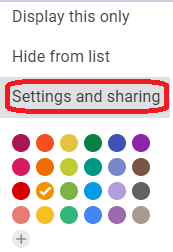 Display this only
Hide from list
Settings and sharing